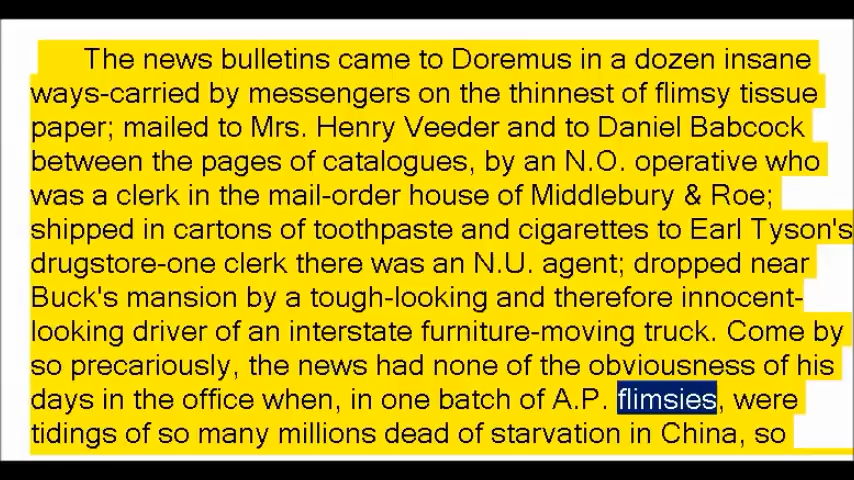 The news bulletins came to Doremus in a dozen insane
ways-carried by messengers on the thinnest of flimsy tissue
paper; mailed to Mrs. Henry Veeder and to Daniel Babcock
between the pages of catalogues, by an N.O. operative who
was a clerk in the mail-order house of Middlebury & Roe;
shipped in cartons of toothpaste and cigarettes to Earl Tyson's
drugstore-one clerk there was an N.U. agent; dropped near
Buck's mansion by a tough-looking and therefore innocent-
looking driver of an interstate furniture-moving truck. Come by
so precariously, the news had none of the obviousness of his
days in the office when, in one batch of A.P. flimsies, were
tidings of so many millions dead of starvation in China, so